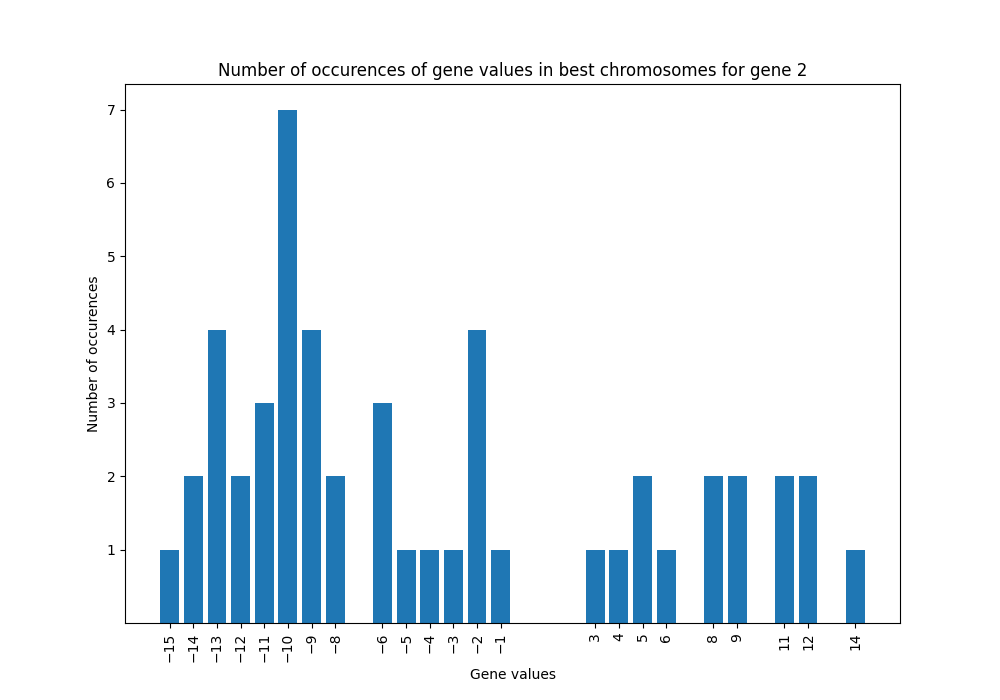 Number of occurences of gene values in best chromosomes for gene 2
Number of occurences
7
6
5
4
3
2
1
−15 −14 −13 −12 −11 −10 −9 −8 −6 −5 −4 −3 −2 −1 3 4 5 6 8 9 11 12 14
Gene values